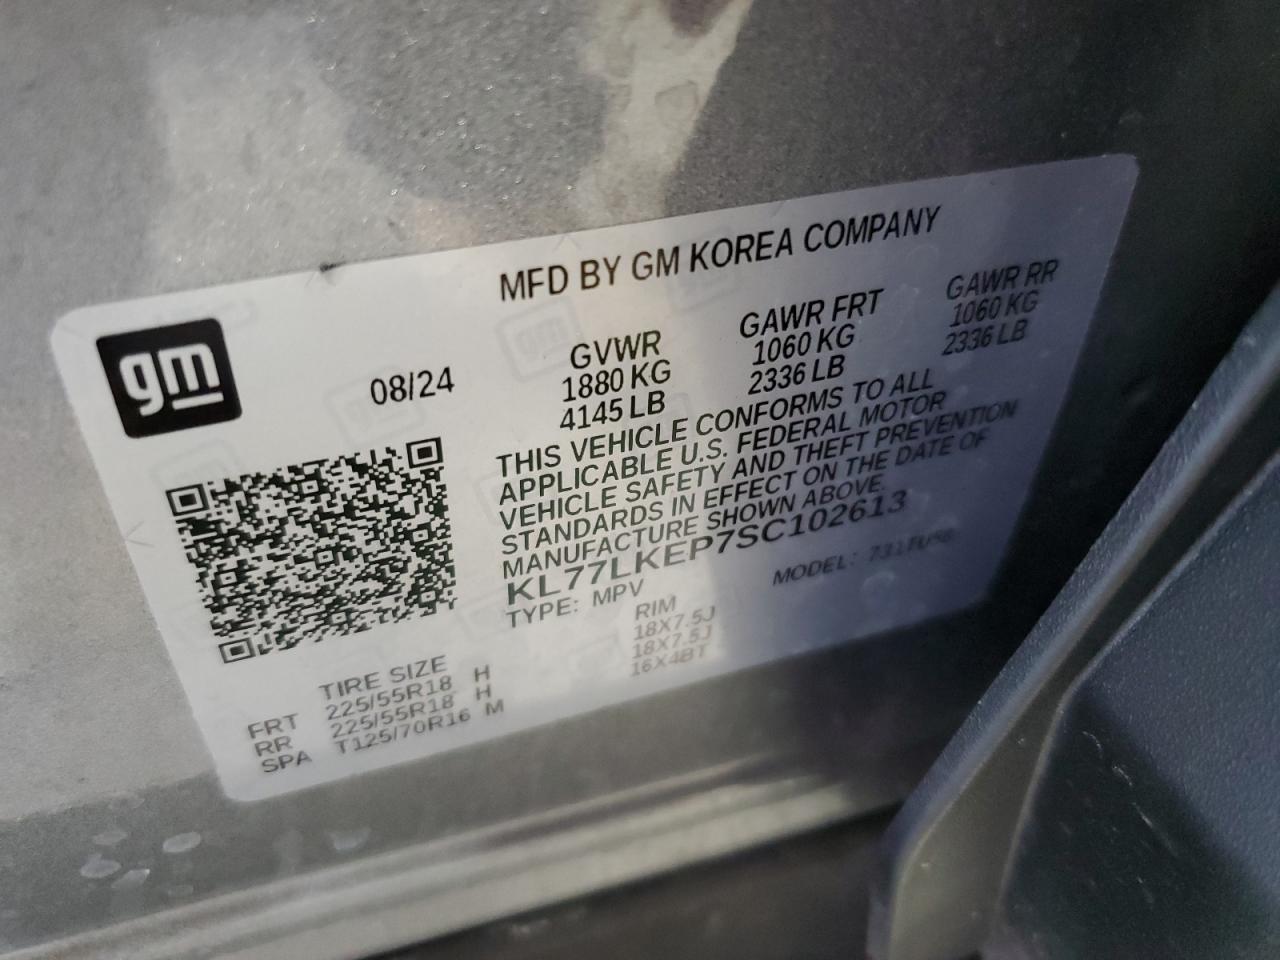 gm
MFD BY GM KOREA COMPANY
08/24
GVWR GAWR FRT GAWR RR
1880 KG 1060 KG 1060 KG
4145 LB 2336 LB 2336 LB
THIS VEHICLE CONFORMS TO ALL
APPLICABLE U.S. FEDERAL MOTOR
VEHICLE SAFETY AND THEFT PREVENTION
STANDARDS IN EFFECT ON THE DATE OF
MANUFACTURE SHOWN ABOVE.
KL77LKEP7SC102613
TYPE: MPV MODEL:
TIRE SIZE RIM
FRT 225/55R18 H 18X7.5J
RR 225/55R18 H 18X7.5J
SPA T125/70R16 M 16X4BT